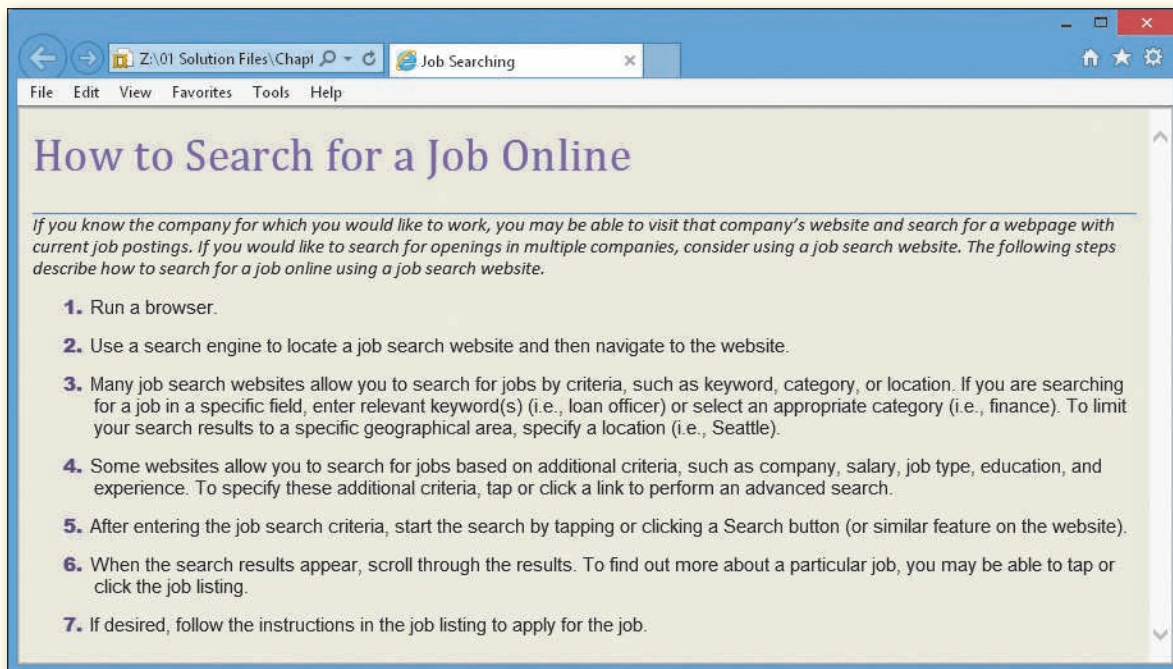 Z:\01 Solution Files\Chapt
Job Searching
File Edit View Favorites Tools Help
How to Search for a Job Online
If you know the company for which you would like to work, you may be able to visit that company's website and search for a webpage with
current job postings. If you would like to search for openings in multiple companies, consider using a job search website. The following steps
describe how to search for a job online using a job search website.
1. Run a browser.
2. Use a search engine to locate a job search website and then navigate to the website.
3. Many job search websites allow you to search for jobs by criteria, such as keyword, category, or location. If you are searching
for a job in a specific field, enter relevant keyword(s) (i.e., loan officer) or select an appropriate category (i.e., finance). To limit
your search results to a specific geographical area, specify a location (i.e., Seattle).
4. Some websites allow you to search for jobs based on additional criteria, such as company, salary, job type, education, and
experience. To specify these additional criteria, tap or click a link to perform an advanced search.
5. After entering the job search criteria, start the search by tapping or clicking a Search button (or similar feature on the website).
6. When the search results appear, scroll through the results. To find out more about a particular job, you may be able to tap or
click the job listing.
7. If desired, follow the instructions in the job listing to apply for the job.